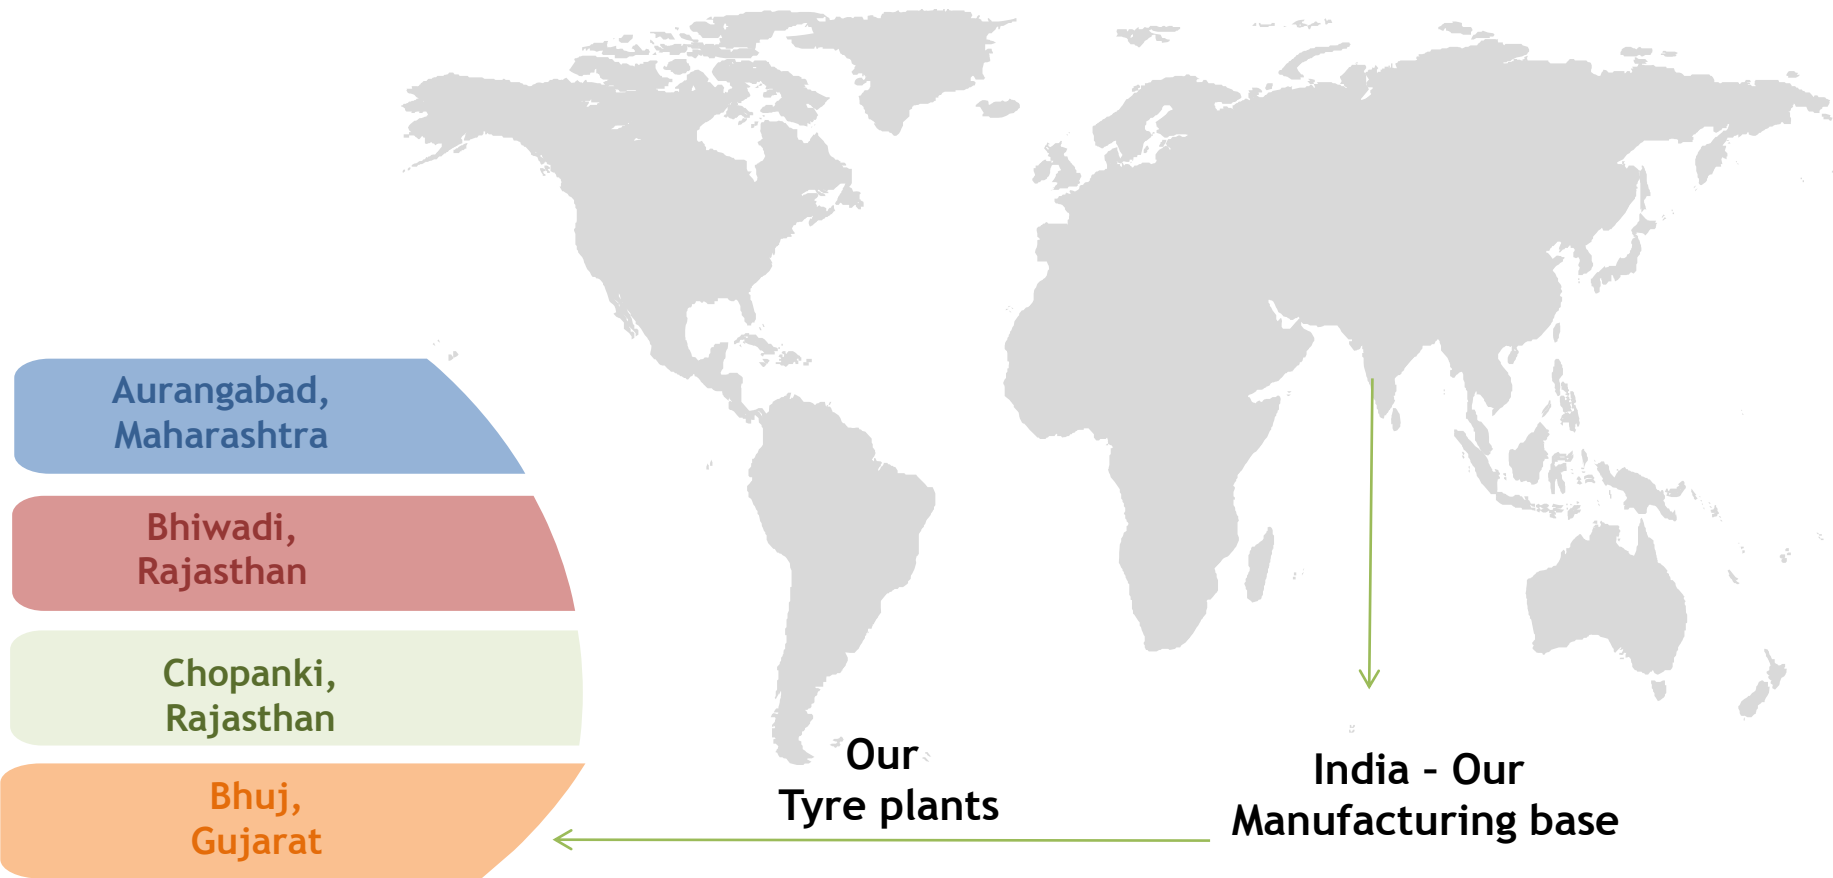 Aurangabad,
Maharashtra
Bhiwadi,
Rajasthan
Chopanki,
Rajasthan
Bhuj,
Gujarat
Our
Tyre plants
India – Our
Manufacturing base